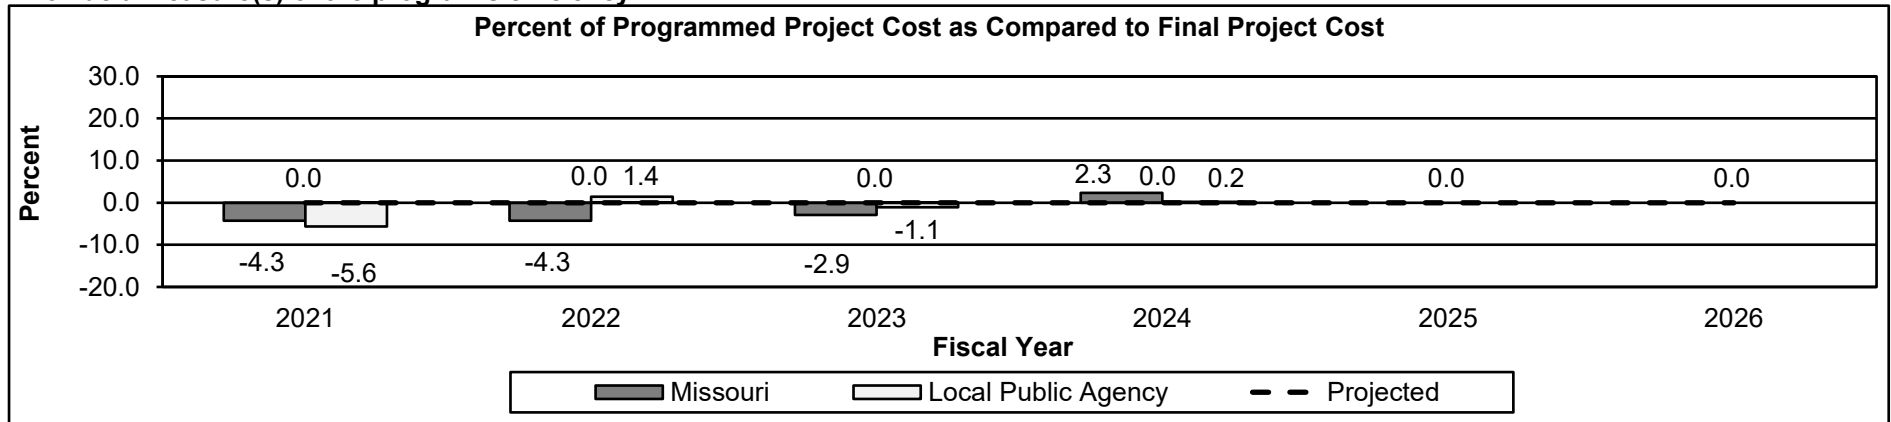 Percent of Programmed Project Cost as Compared to Final Project Cost
30.0
20.0
10.0
0.0
-10.0
-20.0
Percent
0.0
0.0 1.4
0.0
2.3 0.0 0.2
0.0
0.0
-4.3 -5.6
-4.3
-2.9 -1.1
2021 2022 2023 2024 2025 2026
Fiscal Year
Missouri Local Public Agency Projected